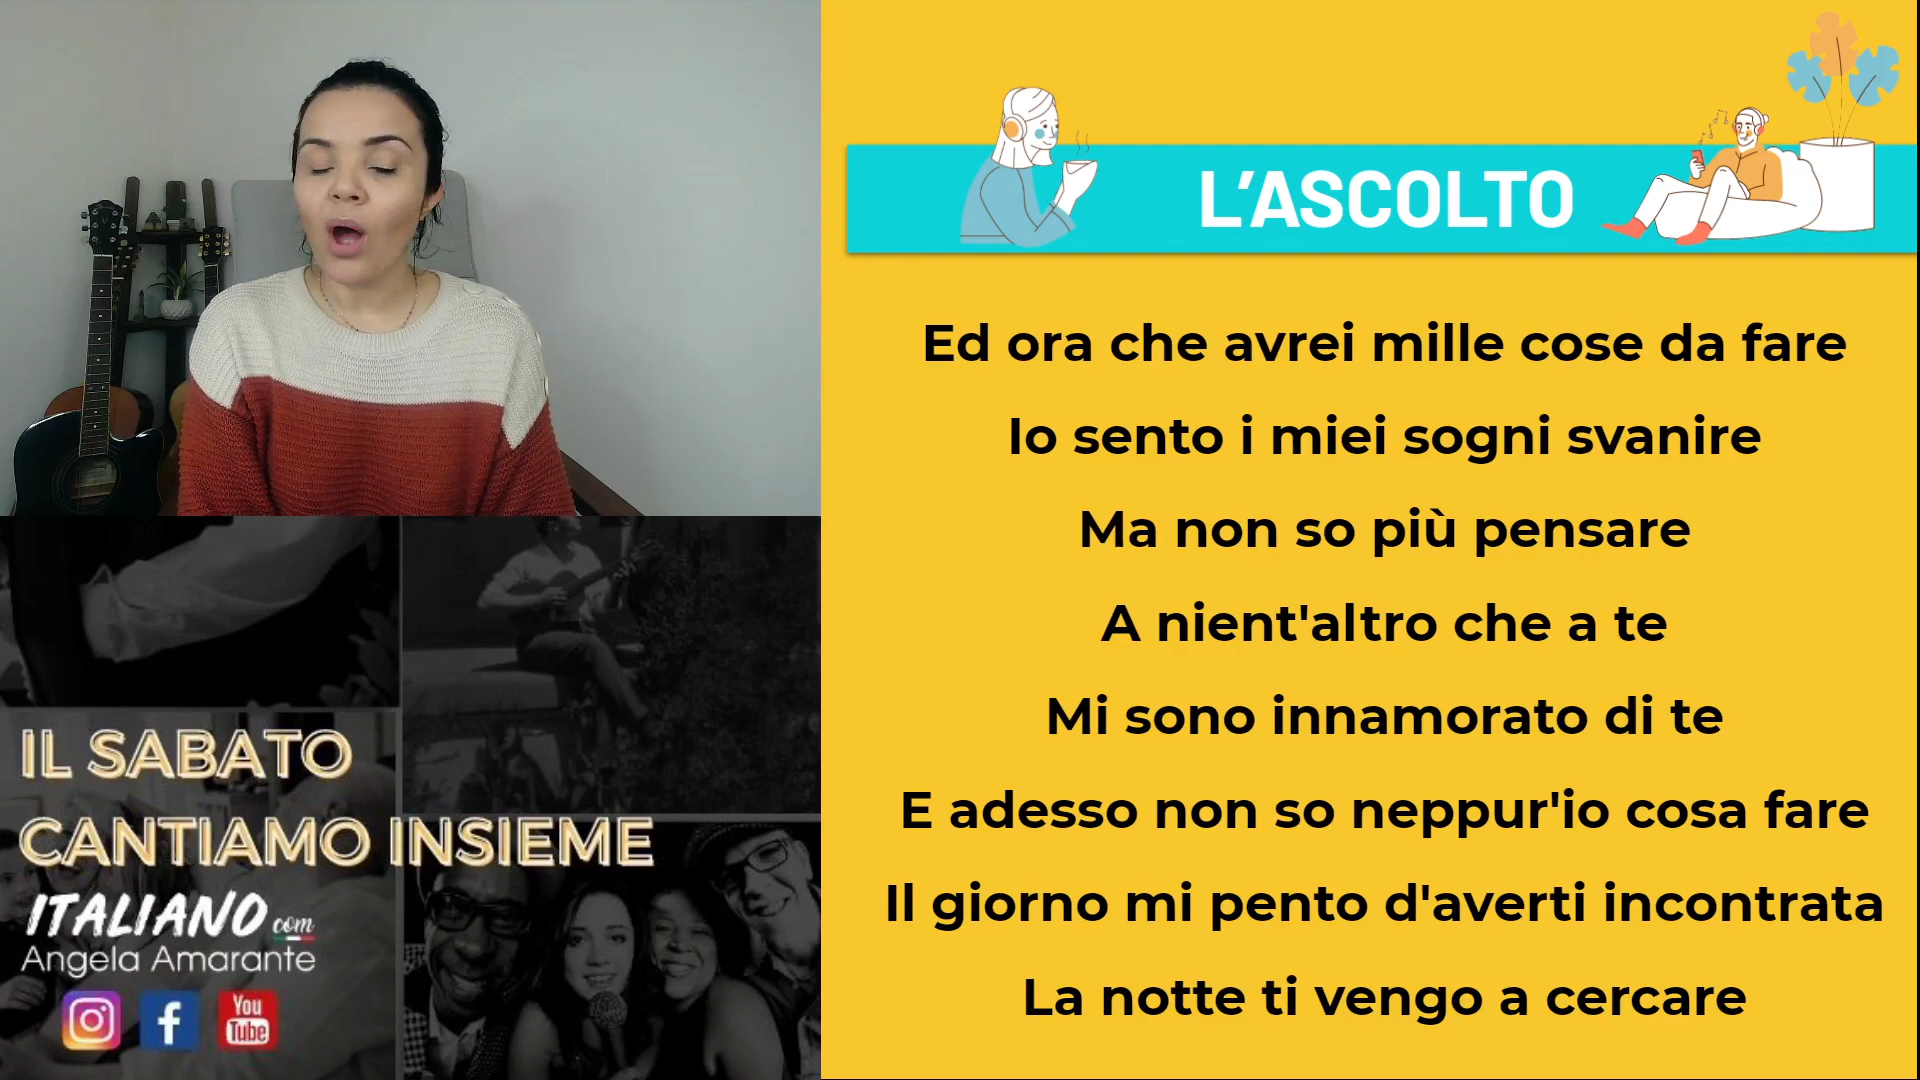 L'ASCOLTO
Ed ora che avrei mille cose da fare
Io sento i miei sogni svanire
Ma non so più pensare
A nient'altro che a te
Mi sono innamorato di te
E adesso non so neppur'io cosa fare
Il giorno mi pento d'averti incontrata
La notte ti vengo a cercare
IL SABATO
CANTIAMO INSIEME
ITALIANO com
Angela Amarante
You
Tube